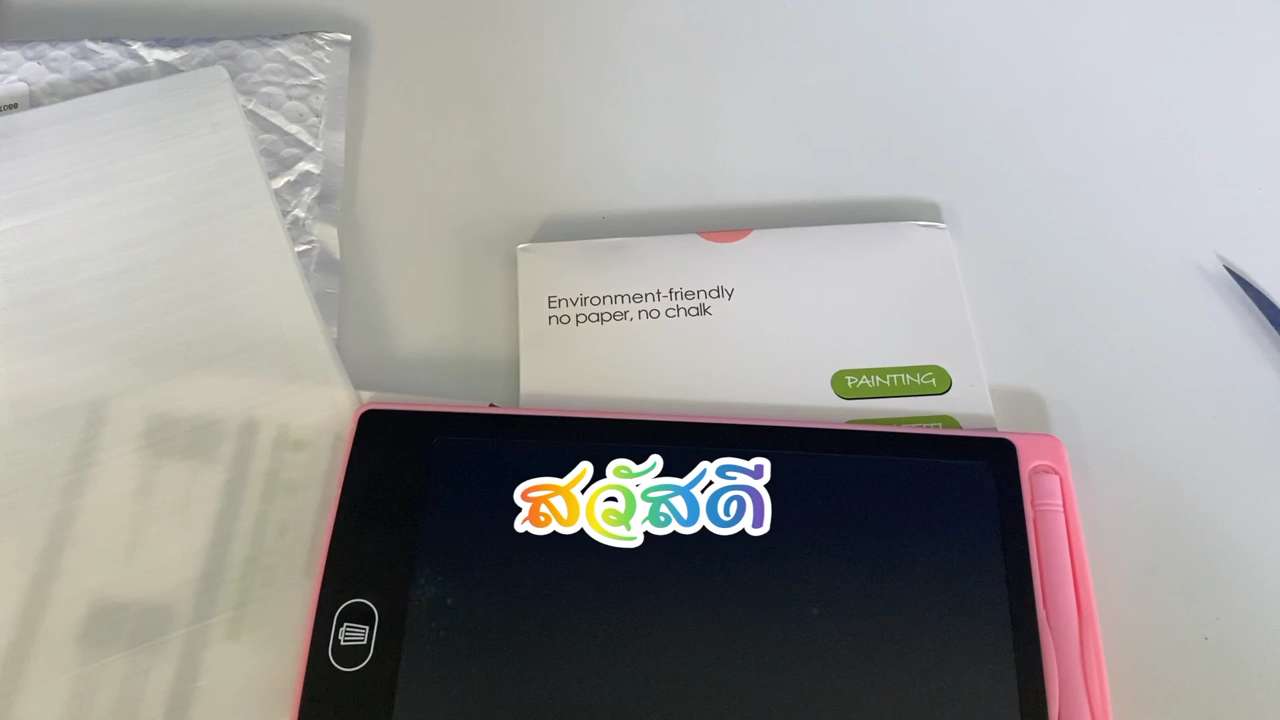 Environment-friendly
no paper, no chalk
PAINTING
สวัสดี